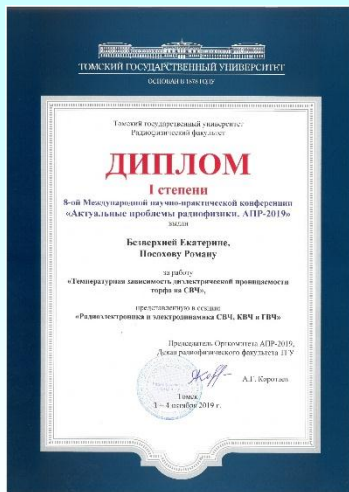 ТОМСКИЙ ГОСУДАРСТВЕННЫЙ УНИВЕРСИТЕТ
ОСНОВАН В 1878 ГОДУ
Томский государственный университет
Радиофизический факультет
ДИПЛОМ
I степени
8-ой Международной научно-практической конференции
«Актуальные проблемы радиофизики, АПР-2019»
Безверхней Екатерине,
Посохову Роману
за работу
«Температурная зависимость диэлектрической проницаемости
торфа на СВЧ»,
представленную в секции
«Радиоэлектроника и электродинамика СВЧ, КВЧ и ГВЧ»
Председатель Оргкомитета АПР-2019,
Декан радиофизического факультета ТГУ
А.Г. Коротаев
Томск
1 – 4 октября 2019 г.